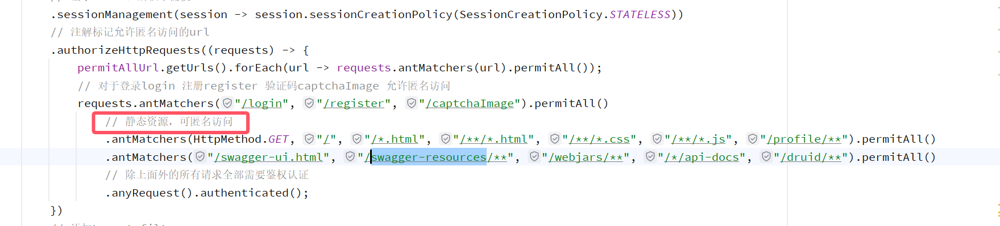 .sessionManagement(session -> session.sessionCreationPolicy(SessionCreationPolicy.STATELESS))
// 注解标记允许匿名访问的url
.authorizeHttpRequests((requests) -> {
permitAllUrl.getUrls().forEach(url -> requests.antMatchers(url).permitAll());
// 对于登录login 注册register 验证码captchaImage 允许匿名访问
requests.antMatchers("/login", "/register", "/captchaImage").permitAll()
// 静态资源，可匿名访问
.antMatchers(HttpMethod.GET, "/", "/*.html", "/**/*.html", "/**/*.css", "/**/*.js", "/profile/**").permitAll()
.antMatchers("/swagger-ui.html", "/swagger-resources/**", "/webjars/**", "/*/api-docs", "/druid/**").permitAll()
// 除上面外的所有请求全部需要鉴权认证
.anyRequest().authenticated();
})